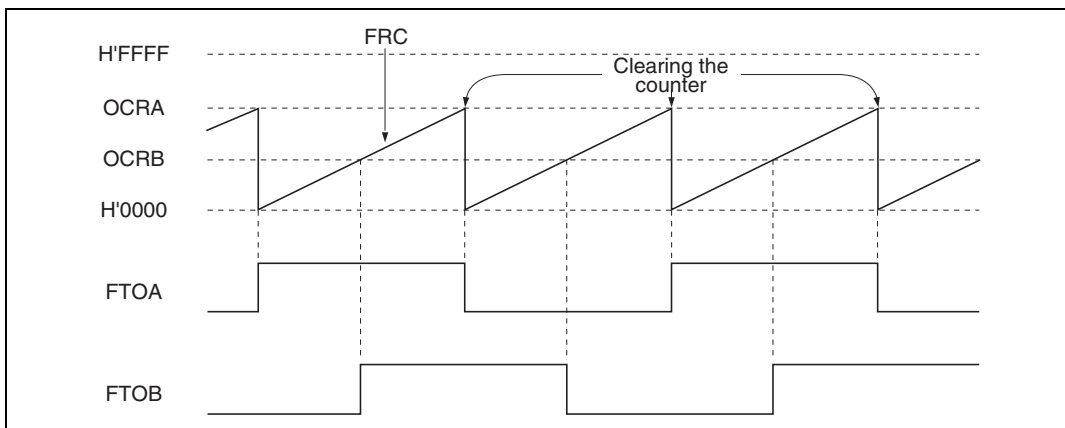 FRC
H'FFFF
Clearing the
counter
OCRA
OCRB
H'0000
FTOA
FTOB